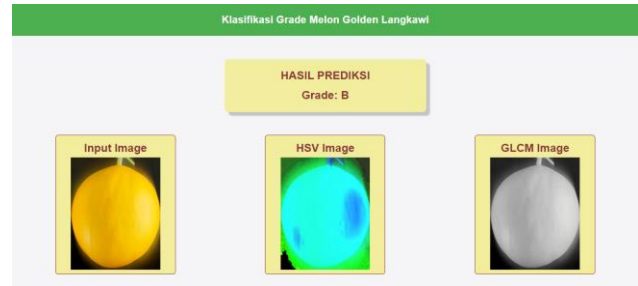 Klasifikasi Grade Melon Golden Langkawi
HASIL PREDIKSI
Grade: B
Input Image
HSV Image
GLCM Image